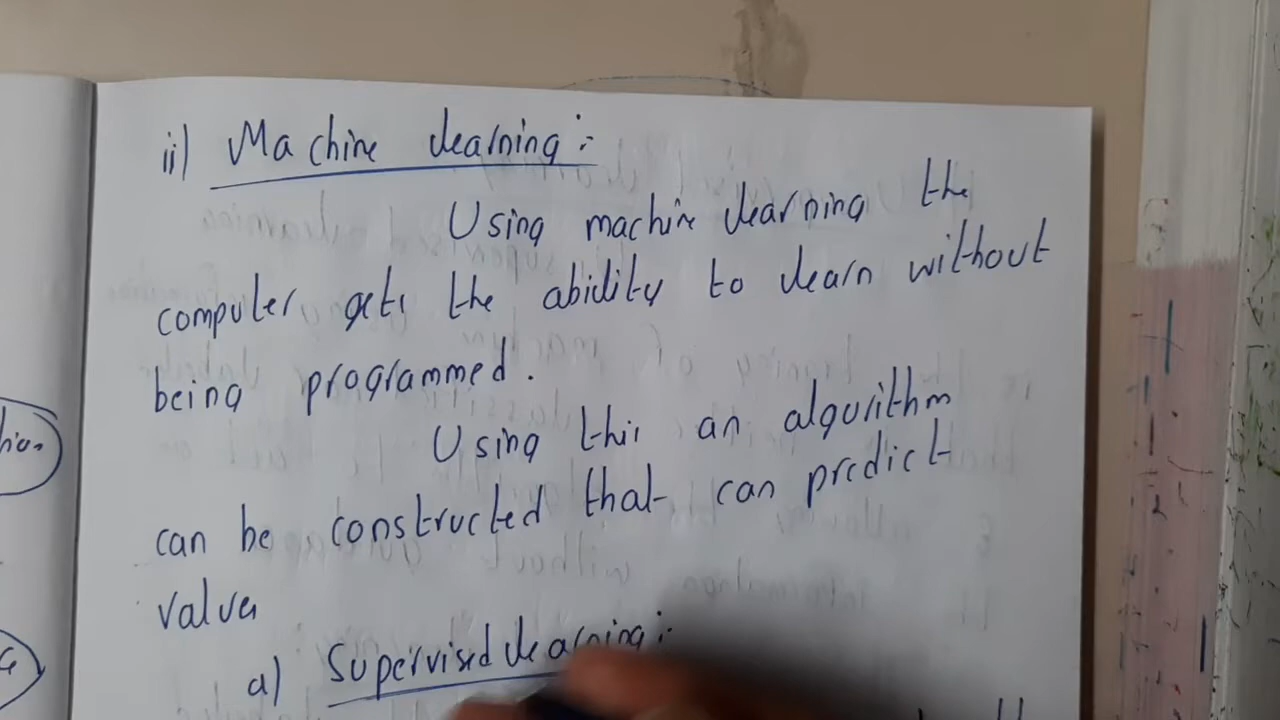 ii) Machine learning :-
Using machine learning the
computer gets the ability to learn without
being programmed.
Using this an algorithm
can be constructed that can predict
values
a) Supervised learning :-